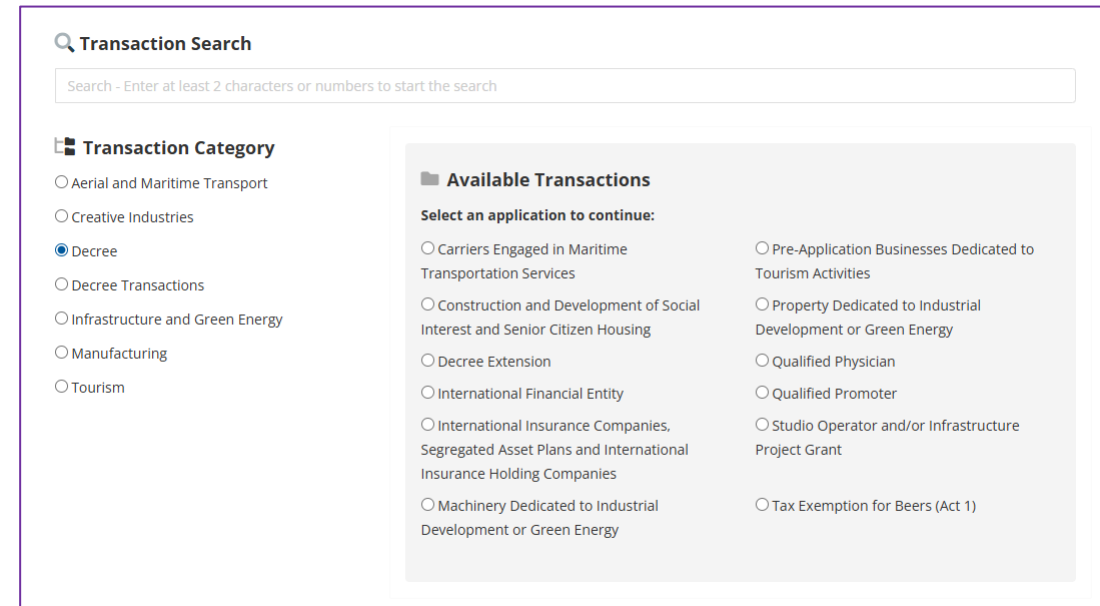 Transaction Search
Search - Enter at least 2 characters or numbers to start the search
Transaction Category
Aerial and Maritime Transport
Creative Industries
Decree
Decree Transactions
Infrastructure and Green Energy
Manufacturing
Tourism
Available Transactions
Select an application to continue:
Carriers Engaged in Maritime
Transportation Services
Pre-Application Businesses Dedicated to
Tourism Activities
Construction and Development of Social
Interest and Senior Citizen Housing
Property Dedicated to Industrial
Development or Green Energy
Decree Extension
Qualified Physician
International Financial Entity
Qualified Promoter
International Insurance Companies,
Segregated Asset Plans and International
Insurance Holding Companies
Studio Operator and/or Infrastructure
Project Grant
Machinery Dedicated to Industrial
Development or Green Energy
Tax Exemption for Beers (Act 1)